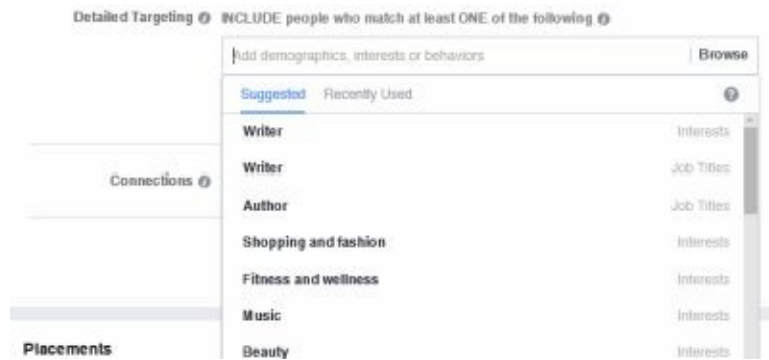 Detailed Targeting INCLUDE people who match at least ONE of the following
Add demographics, interests or behaviors Browse
Suggested Recently Used
Writer Interests
Writer Job Titles
Connections
Author Job Titles
Shopping and fashion Interests
Fitness and wellness Interests
Music Interests
Placements
Beauty Interests